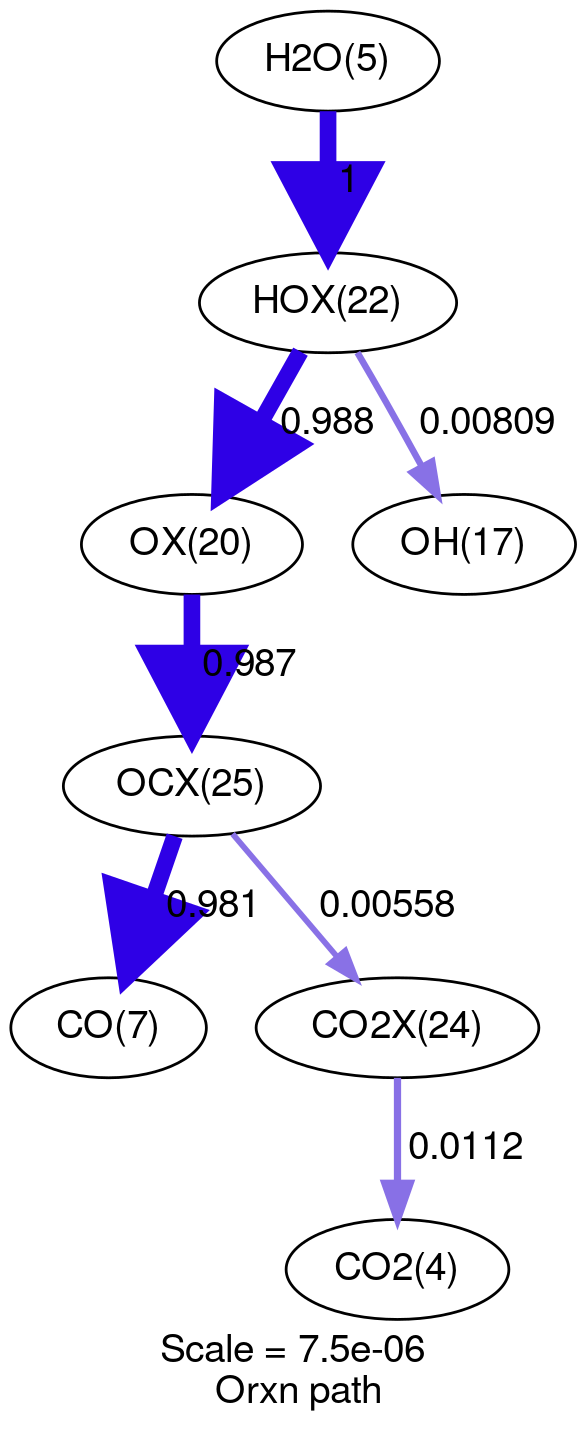 H2O(5)
1
HOX(22)
0.988
0.00809
OX(20)
OH(17)
0.987
OCX(25)
0.981
0.00558
CO(7)
CO2X(24)
0.0112
CO2(4)
Scale = 7.5e-06
Orxn path